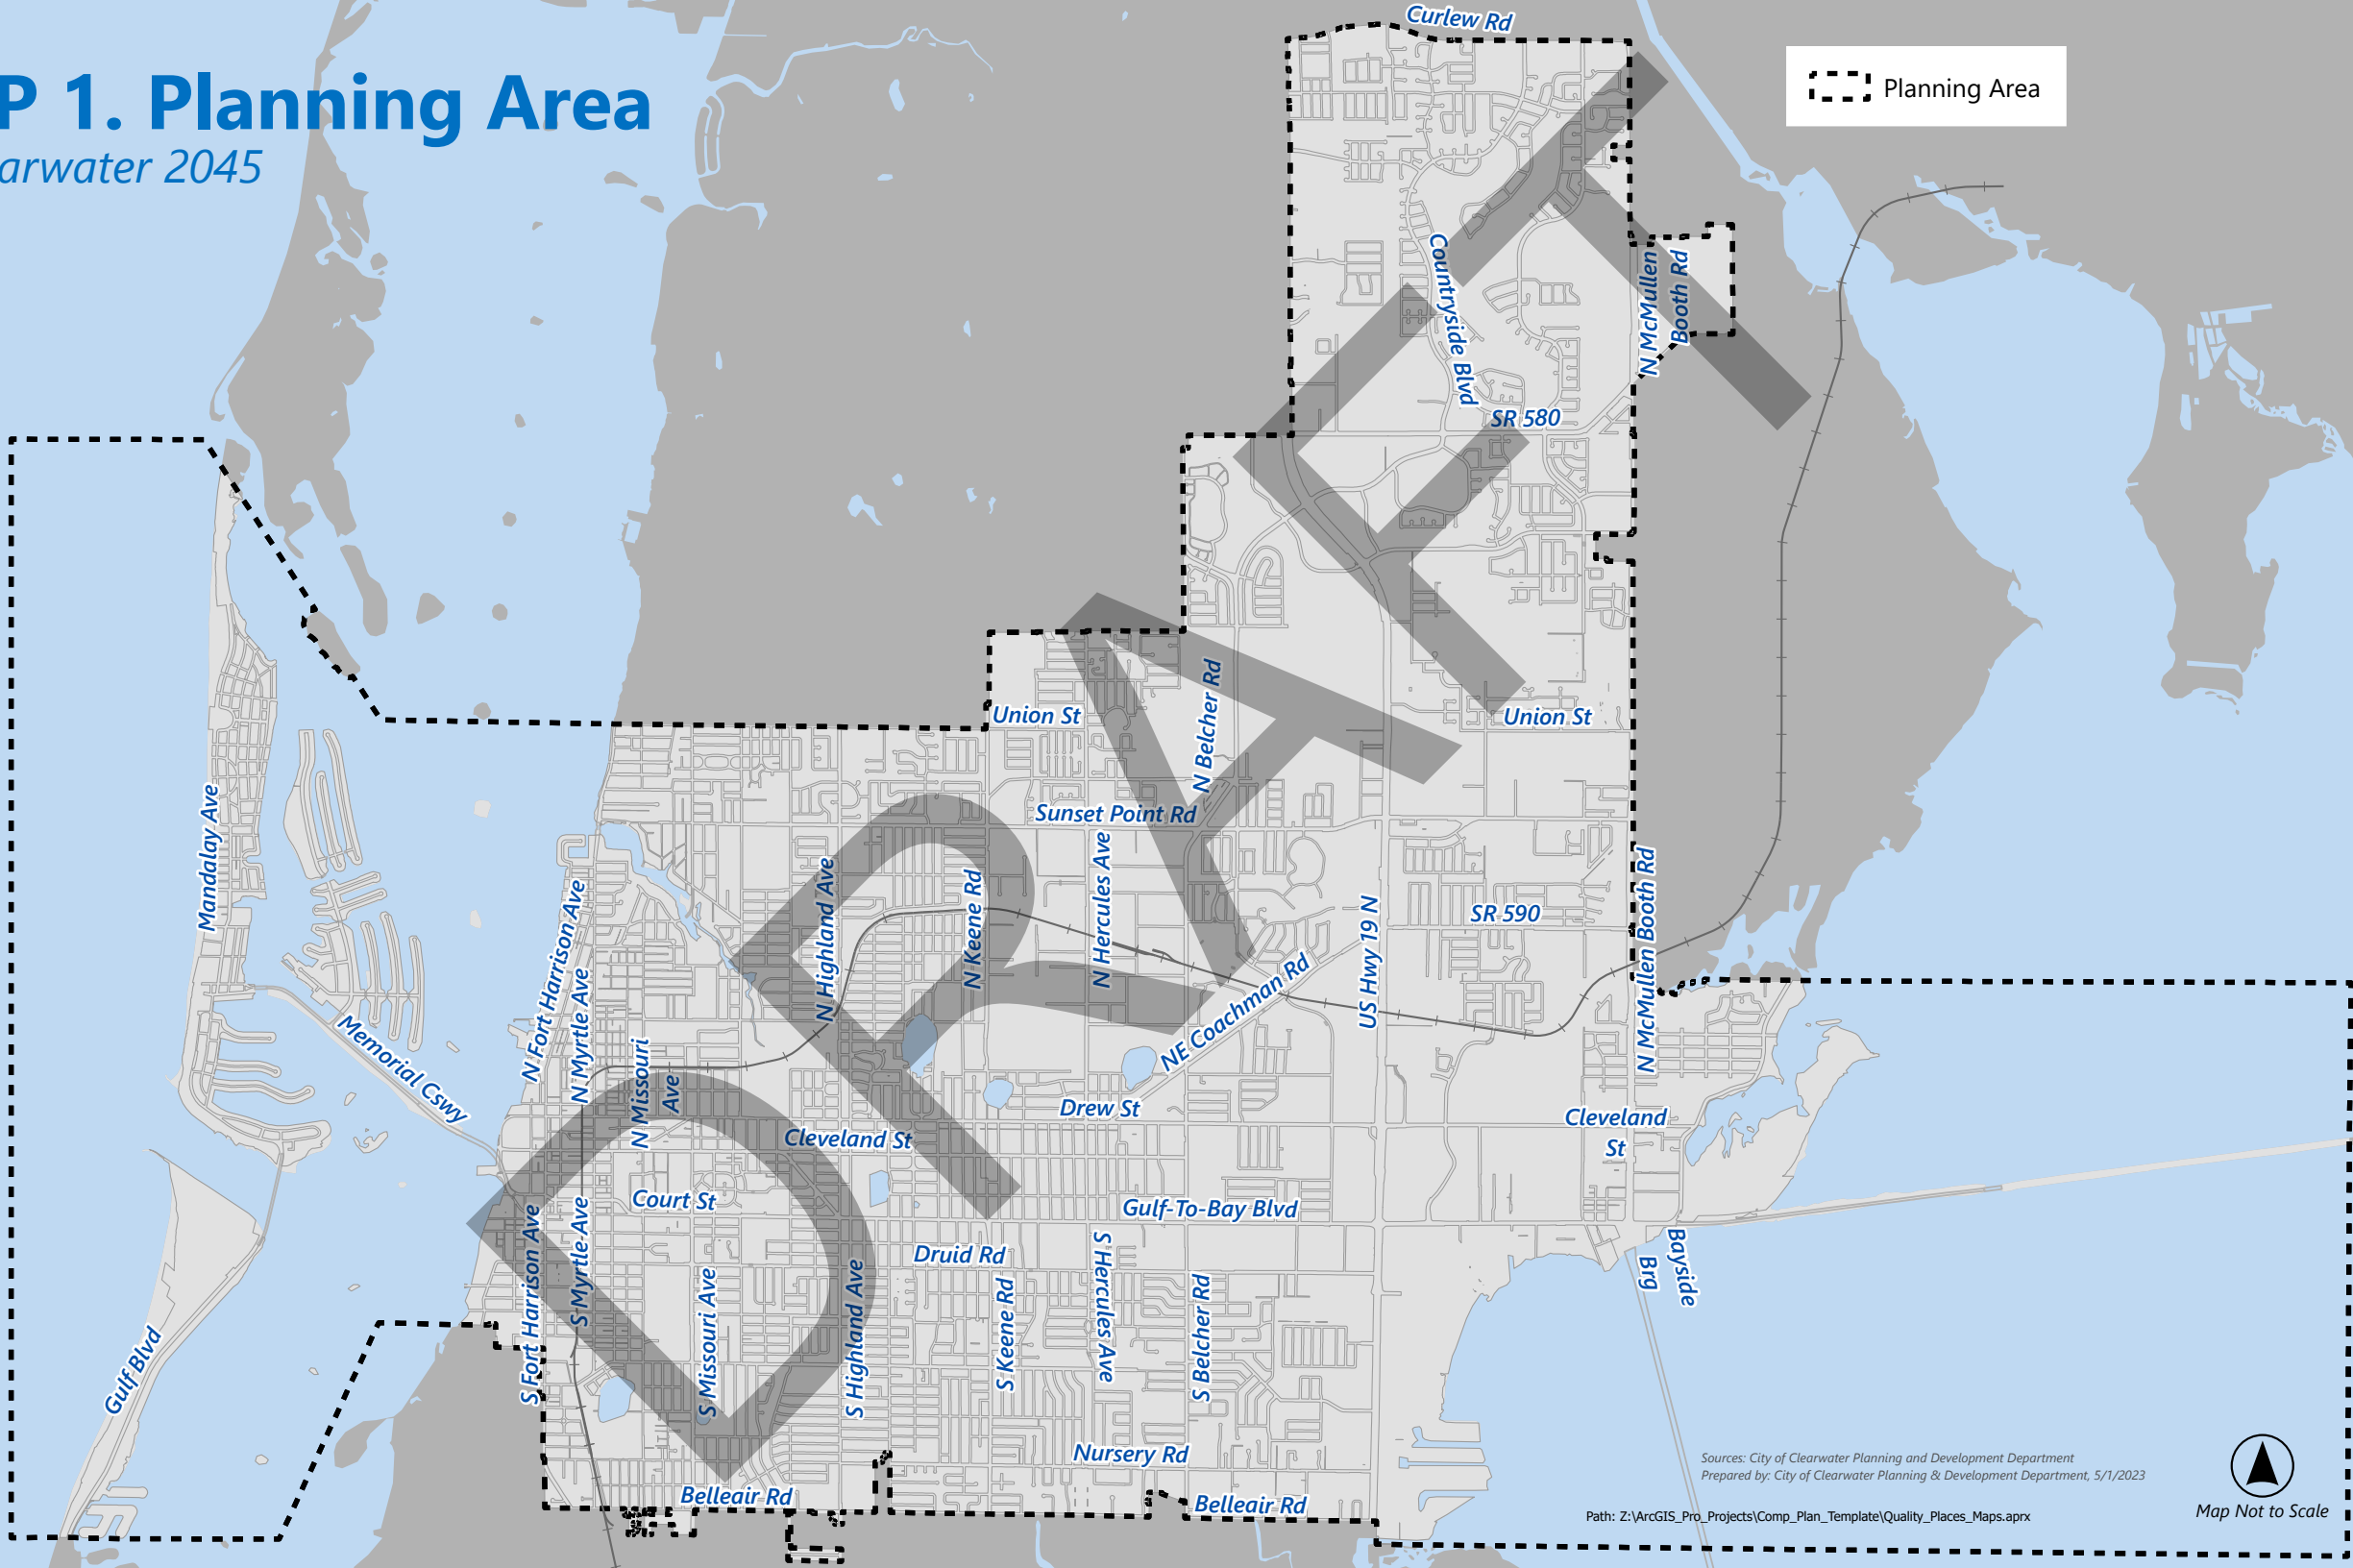 P 1. Planning Area
arwater 2045
Curlew Rd
Planning Area
Countryside Blvd
N McMullen
Booth Rd
SR 580
Union St
N Belcher Rd
Union St
Sunset Point Rd
Mandalay Ave
N Fort Harrison Ave
N Myrtle Ave
N Missouri
Ave
N Highland Ave
N Keene Rd
N Hercules Ave
NE Coachman Rd
US Hwy 19 N
SR 590
N McMullen Booth Rd
Memorial Cswy
Drew St
Cleveland St
Cleveland
St
Court St
Gulf-To-Bay Blvd
Druid Rd
S Fort Harrison Ave
S Myrtle Ave
S Missouri Ave
S Highland Ave
S Keene Rd
S Hercules Ave
S Belcher Rd
Bayside
Brg
Gulf Blvd
Nursery Rd
Belleair Rd
Belleair Rd
DRAFT
Sources: City of Clearwater Planning and Development Department
Prepared by: City of Clearwater Planning & Development Department, 5/1/2023
Path: Z:\ArcGIS_Pro_Projects\Comp_Plan_Template\Quality_Places_Maps.aprx
Map Not to Scale